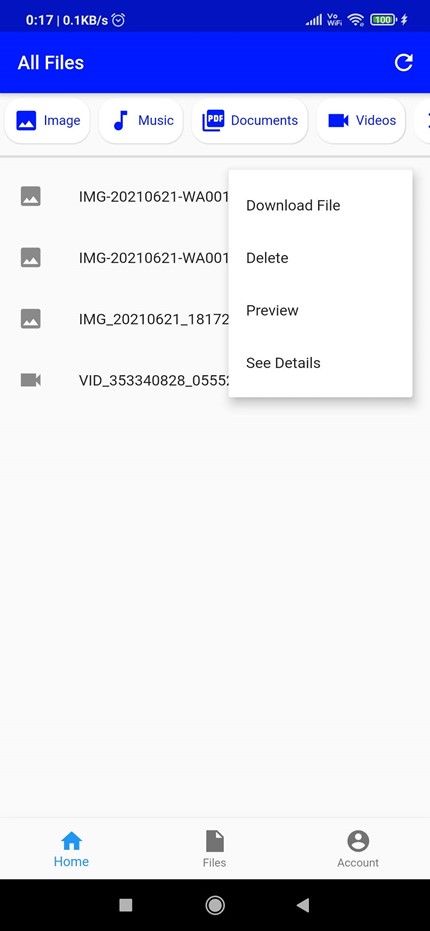 0:17 | 0.1KB/s
Vo
WiFi
100
All Files
Image
Music
PDF
Documents
Videos
IMG-20210621-WA001
Download File
IMG-20210621-WA001
Delete
IMG_20210621_18172
Preview
VID_353340828_0555
See Details
Home
Files
Account